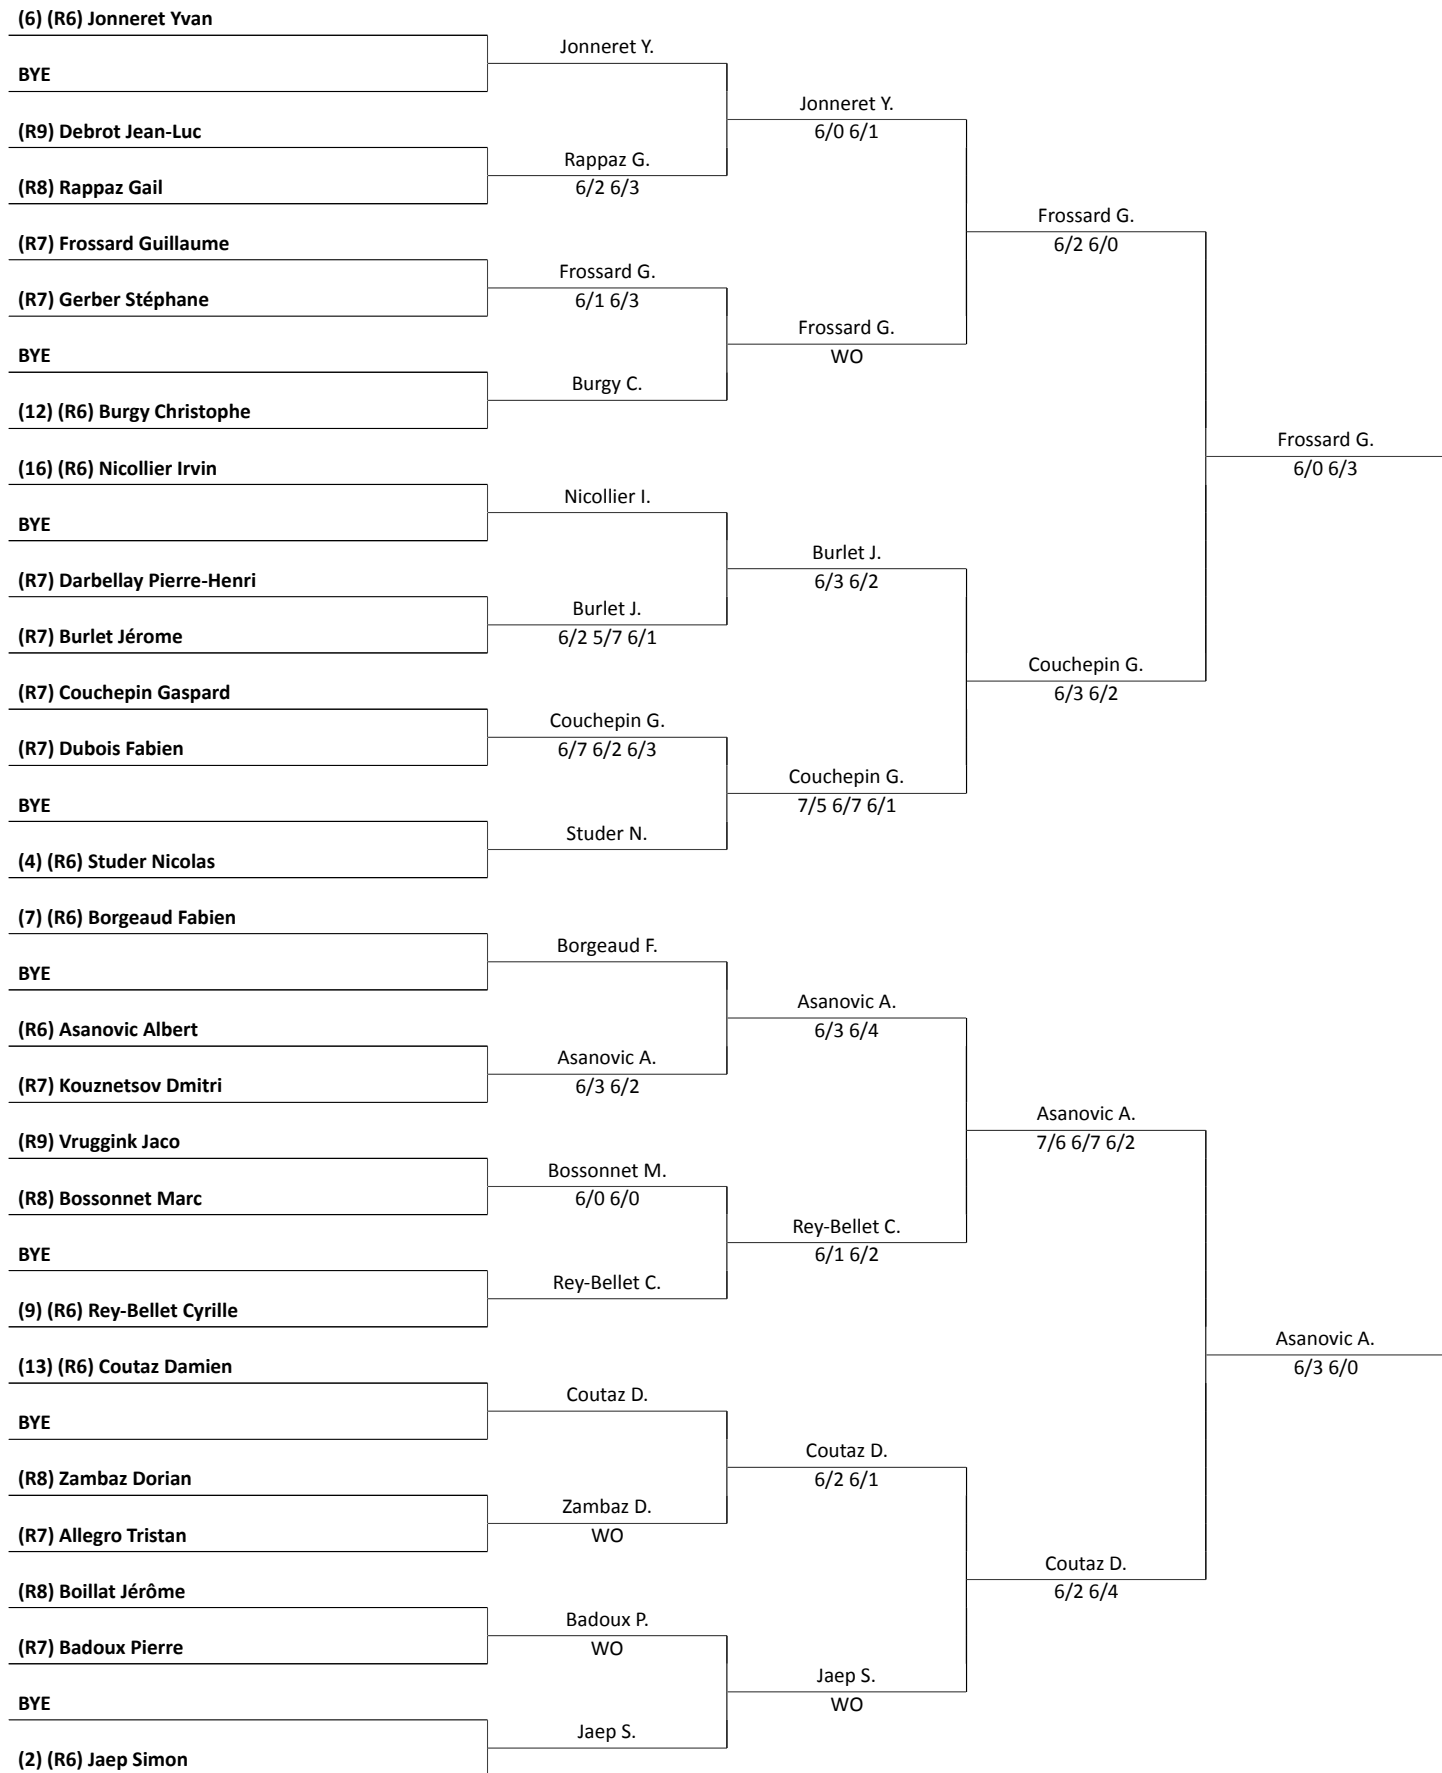 (6) (R6) Jonneret Yvan
Jonneret Y.
BYE
Jonneret Y.
6/0 6/1
(R9) Debrot Jean-Luc
Rappaz G.
6/2 6/3
(R8) Rappaz Gail
Frossard G.
6/2 6/0
(R7) Frossard Guillaume
Frossard G.
6/1 6/3
(R7) Gerber Stéphane
Frossard G.
WO
BYE
Burgy C.
(12) (R6) Burgy Christophe
Frossard G.
6/0 6/3
(16) (R6) Nicollier Irvin
Nicollier I.
BYE
Burlet J.
6/3 6/2
(R7) Darbellay Pierre-Henri
Burlet J.
6/2 5/7 6/1
(R7) Burlet Jérome
Couchepin G.
6/3 6/2
(R7) Couchepin Gaspard
Couchepin G.
6/7 6/2 6/3
(R7) Dubois Fabien
Couchepin G.
7/5 6/7 6/1
BYE
Studer N.
(4) (R6) Studer Nicolas
(7) (R6) Borgeaud Fabien
Borgeaud F.
BYE
Asanovic A.
6/3 6/4
(R6) Asanovic Albert
Asanovic A.
6/3 6/2
(R7) Kouznetsov Dmitri
Asanovic A.
7/6 6/7 6/2
(R9) Vruggink Jaco
Bossonnet M.
6/0 6/0
(R8) Bossonnet Marc
Rey-Bellet C.
6/1 6/2
BYE
Rey-Bellet C.
(9) (R6) Rey-Bellet Cyrille
Asanovic A.
6/3 6/0
(13) (R6) Coutaz Damien
Coutaz D.
BYE
Coutaz D.
6/2 6/1
(R8) Zambaz Dorian
Zambaz D.
WO
(R7) Allegro Tristan
Coutaz D.
6/2 6/4
(R8) Boillat Jérôme
Badoux P.
WO
(R7) Badoux Pierre
Jaep S.
WO
BYE
Jaep S.
(2) (R6) Jaep Simon